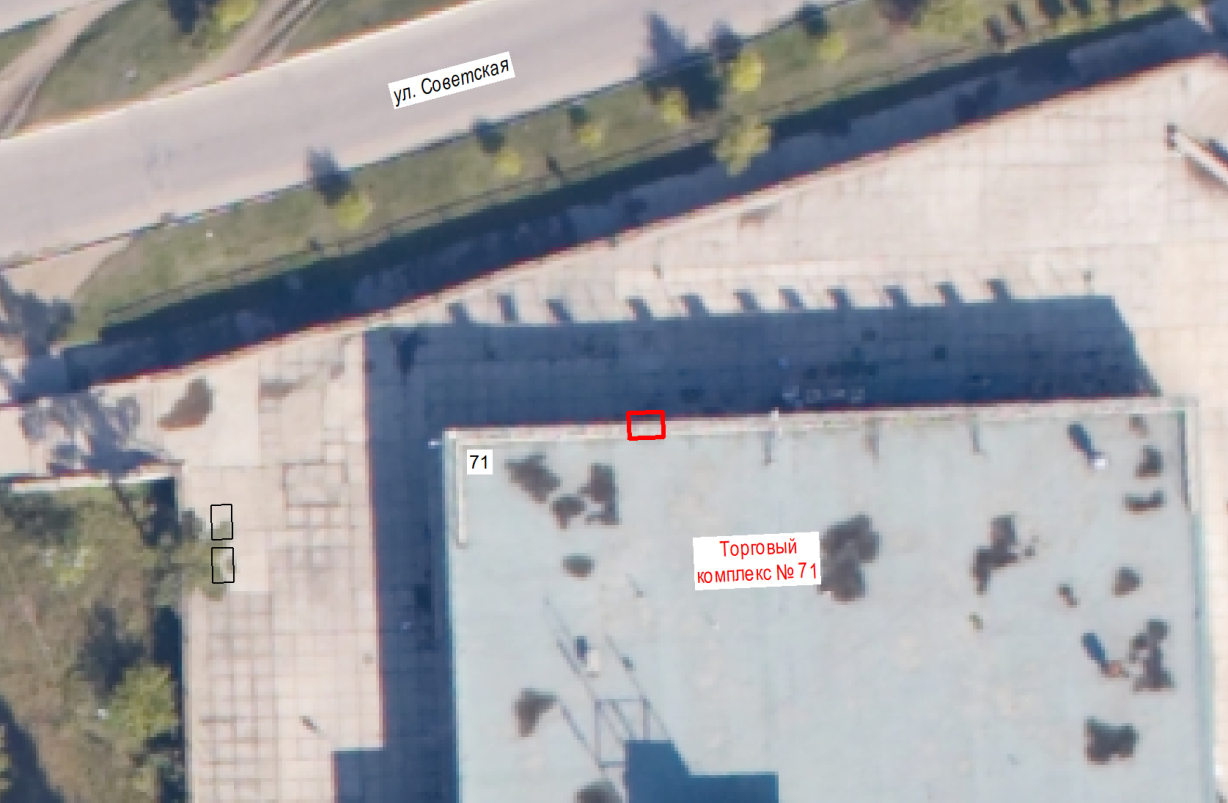 ул. Советская
71
Торговый
комплекс № 71